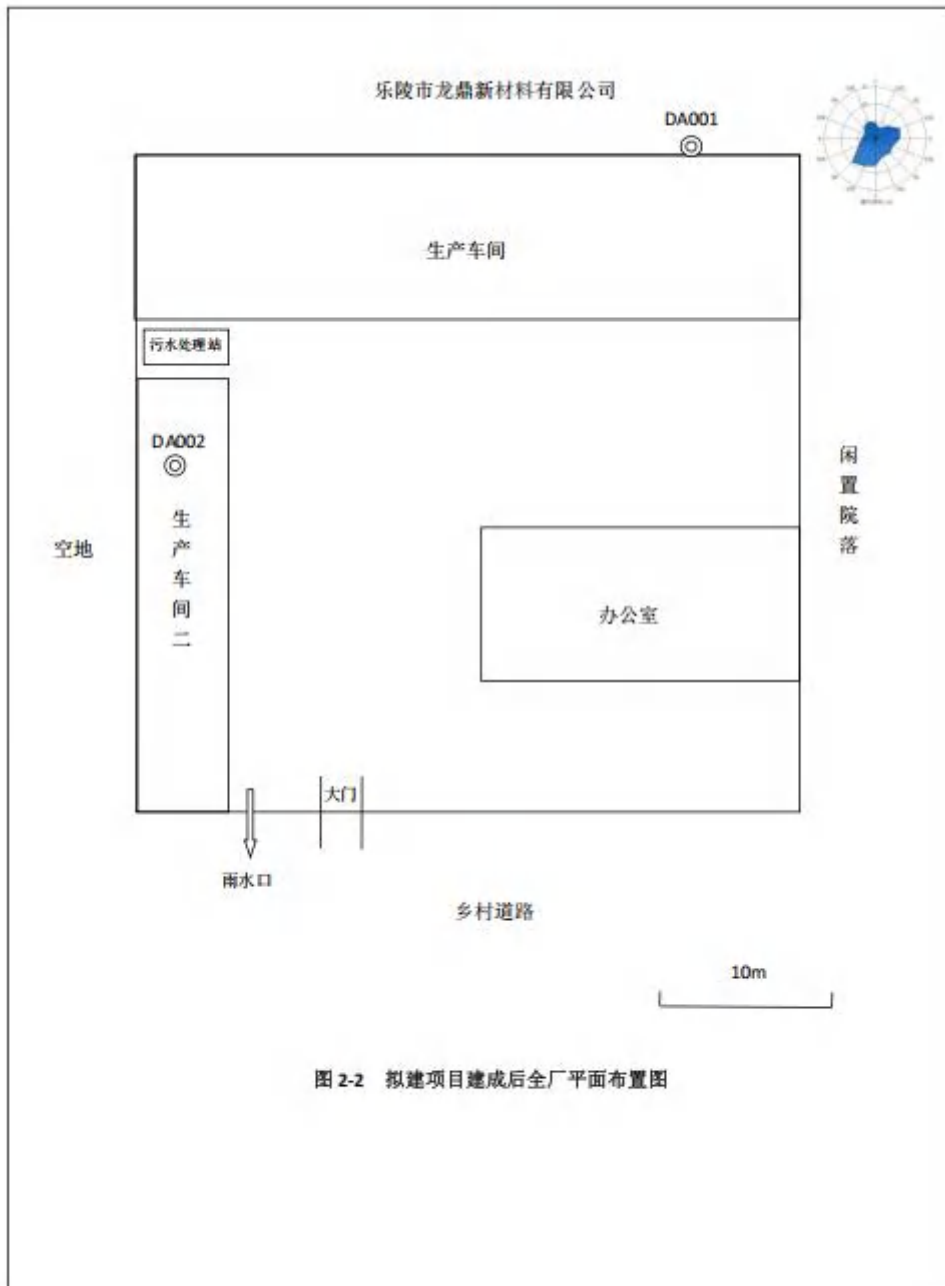 乐陵市龙鼎新材料有限公司
DA001
生产车间
污水处理站
DA002
生产车间二
空地
闲置院落
办公室
大门
雨水口
乡村道路
10m
图 2-2 拟建项目建成后全厂平面布置图